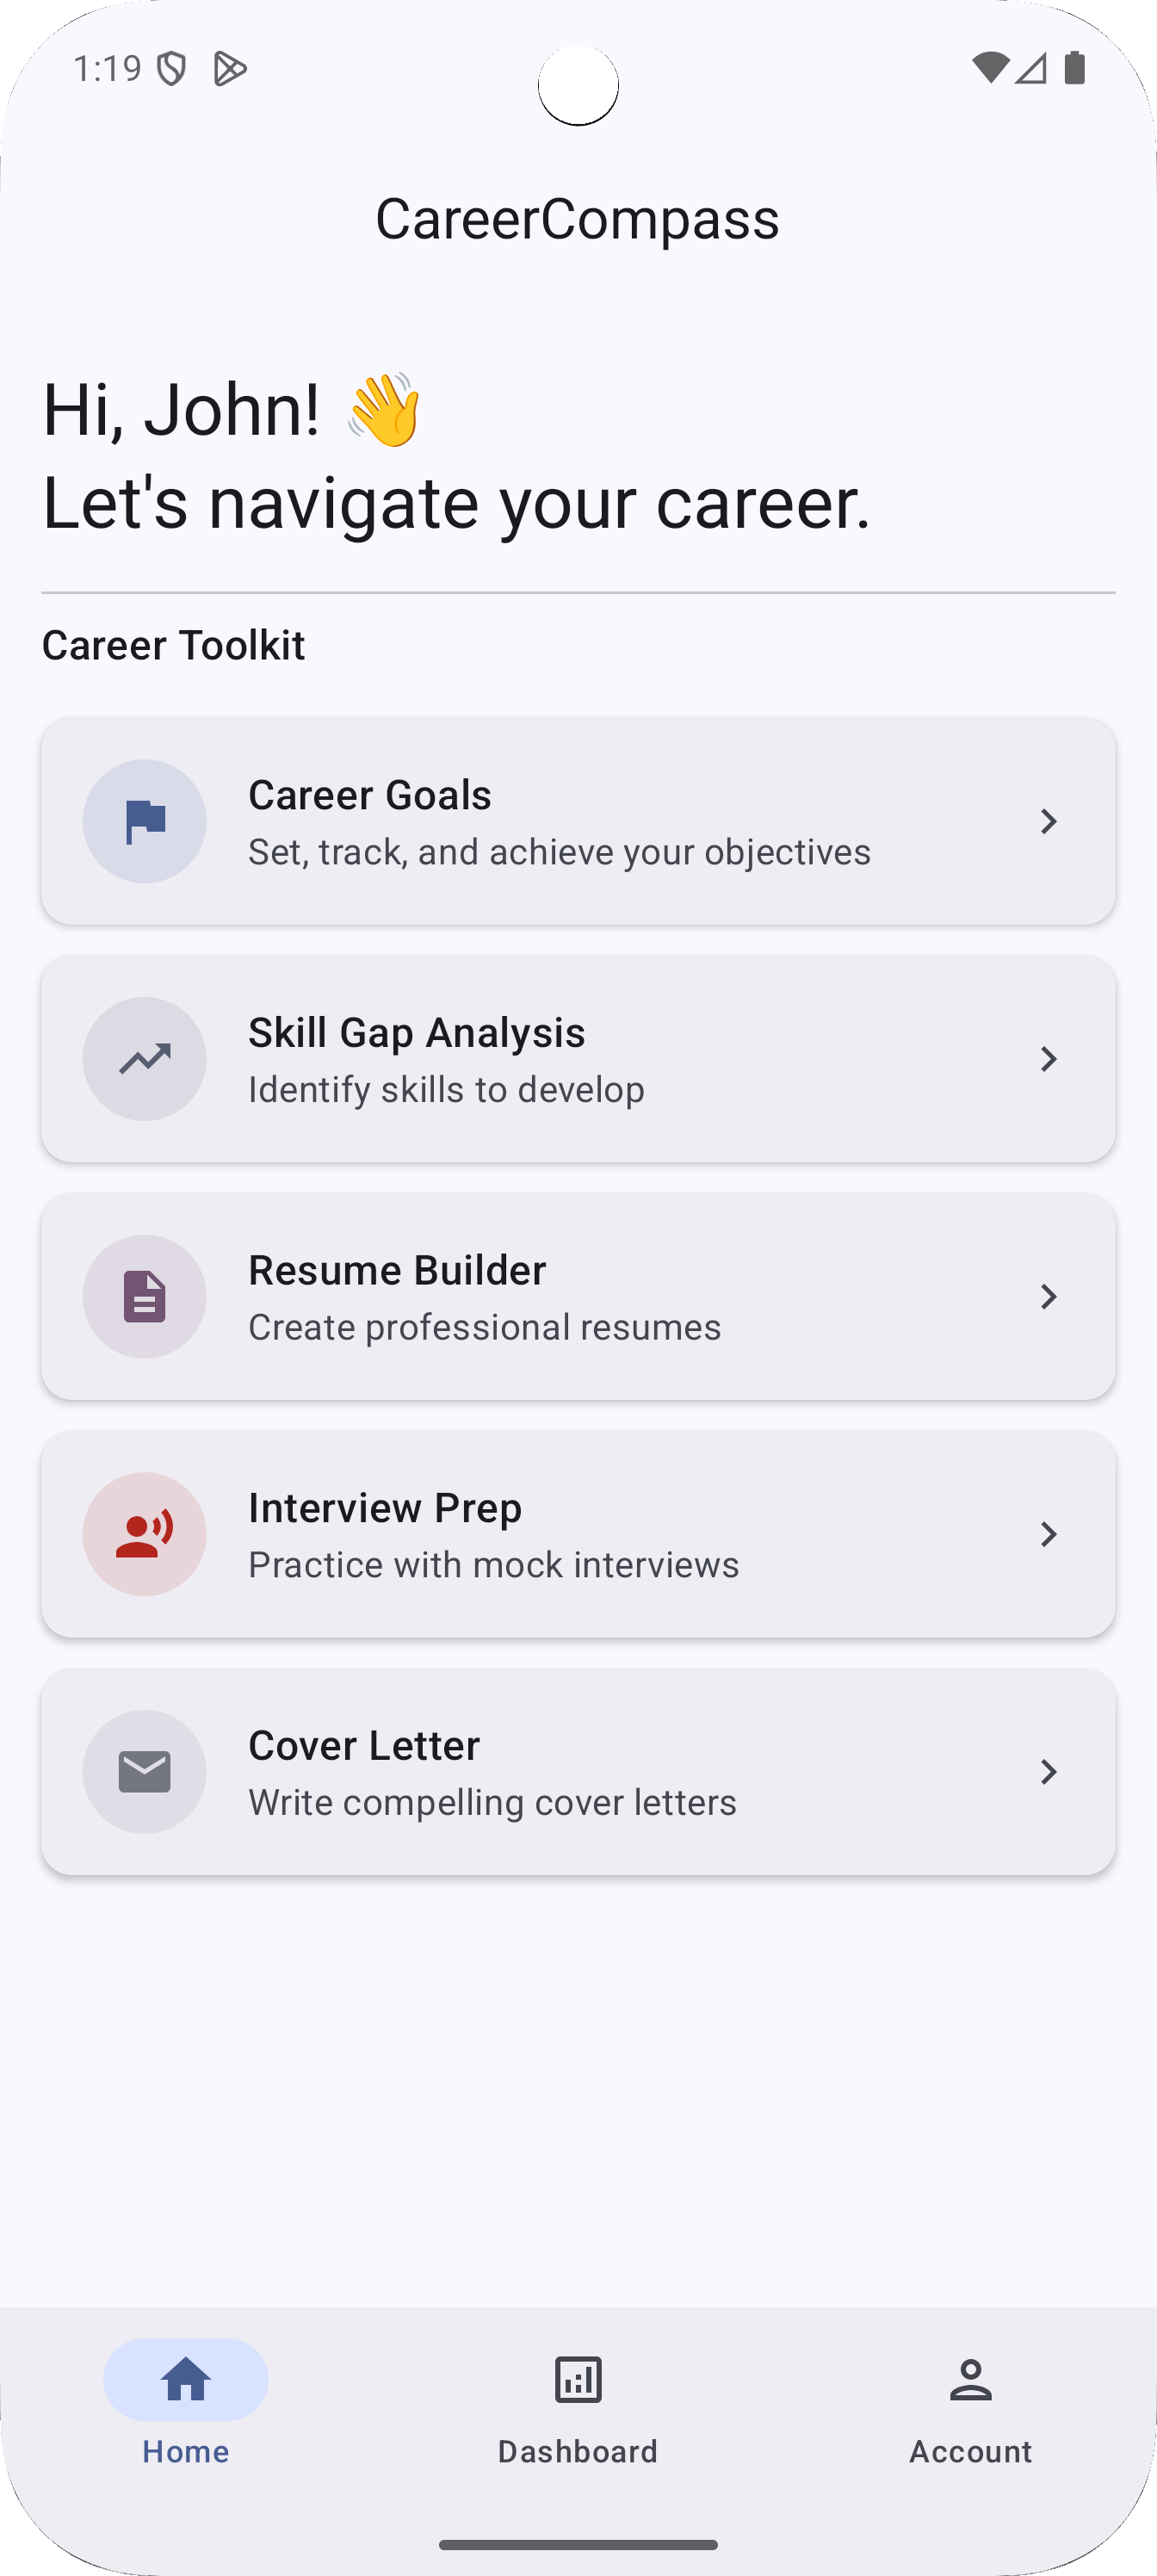 1:19
CareerCompass
Hi, John! 👋
Let's navigate your career.
Career Toolkit
Career Goals
Set, track, and achieve your objectives
Skill Gap Analysis
Identify skills to develop
Resume Builder
Create professional resumes
Interview Prep
Practice with mock interviews
Cover Letter
Write compelling cover letters
Home
Dashboard
Account